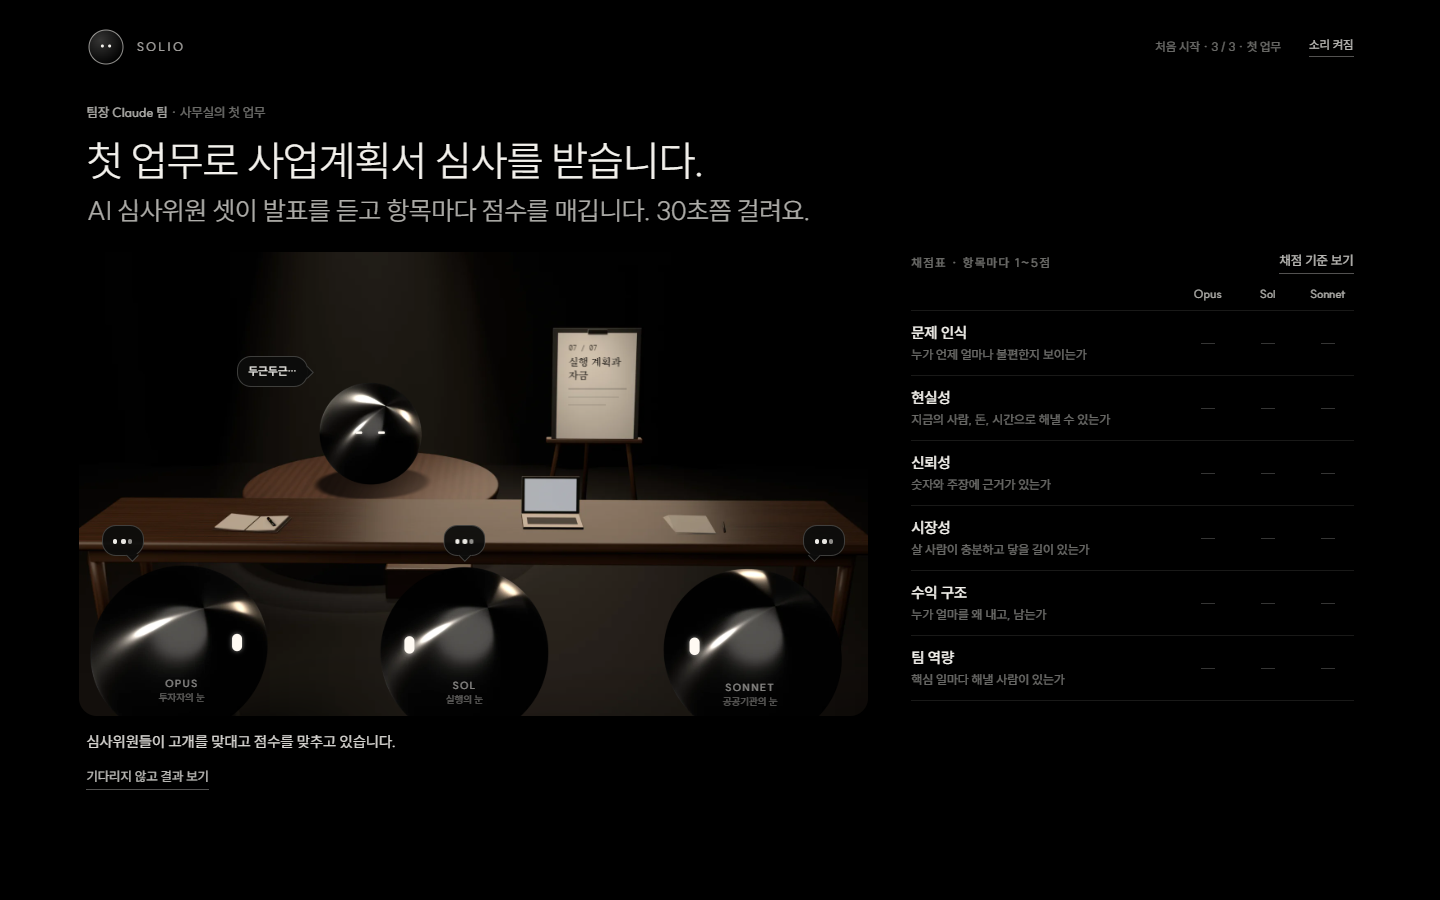 SOLIO
처음 시작 · 3 / 3 · 첫 업무
소리 켜짐
팀장 Claude 팀 · 사무실의 첫 업무
첫 업무로 사업계획서 심사를 받습니다.
AI 심사위원 셋이 발표를 듣고 항목마다 점수를 매깁니다. 30초쯤 걸려요.
07 / 07
실행 계획과
자금
두근두근…
OPUS
투자자의 눈
SOL
실행의 눈
SONNET
공공기관의 눈
심사위원들이 고개를 맞대고 점수를 맞추고 있습니다.
기다리지 않고 결과 보기
채점표 · 항목마다 1~5점
채점 기준 보기
Opus Sol Sonnet
문제 인식
누가 언제 얼마나 불편한지 보이는가
현실성
지금의 사람, 돈, 시간으로 해낼 수 있는가
신뢰성
숫자와 주장에 근거가 있는가
시장성
살 사람이 충분하고 닿을 길이 있는가
수익 구조
누가 얼마를 왜 내고, 남는가
팀 역량
핵심 일마다 해낼 사람이 있는가